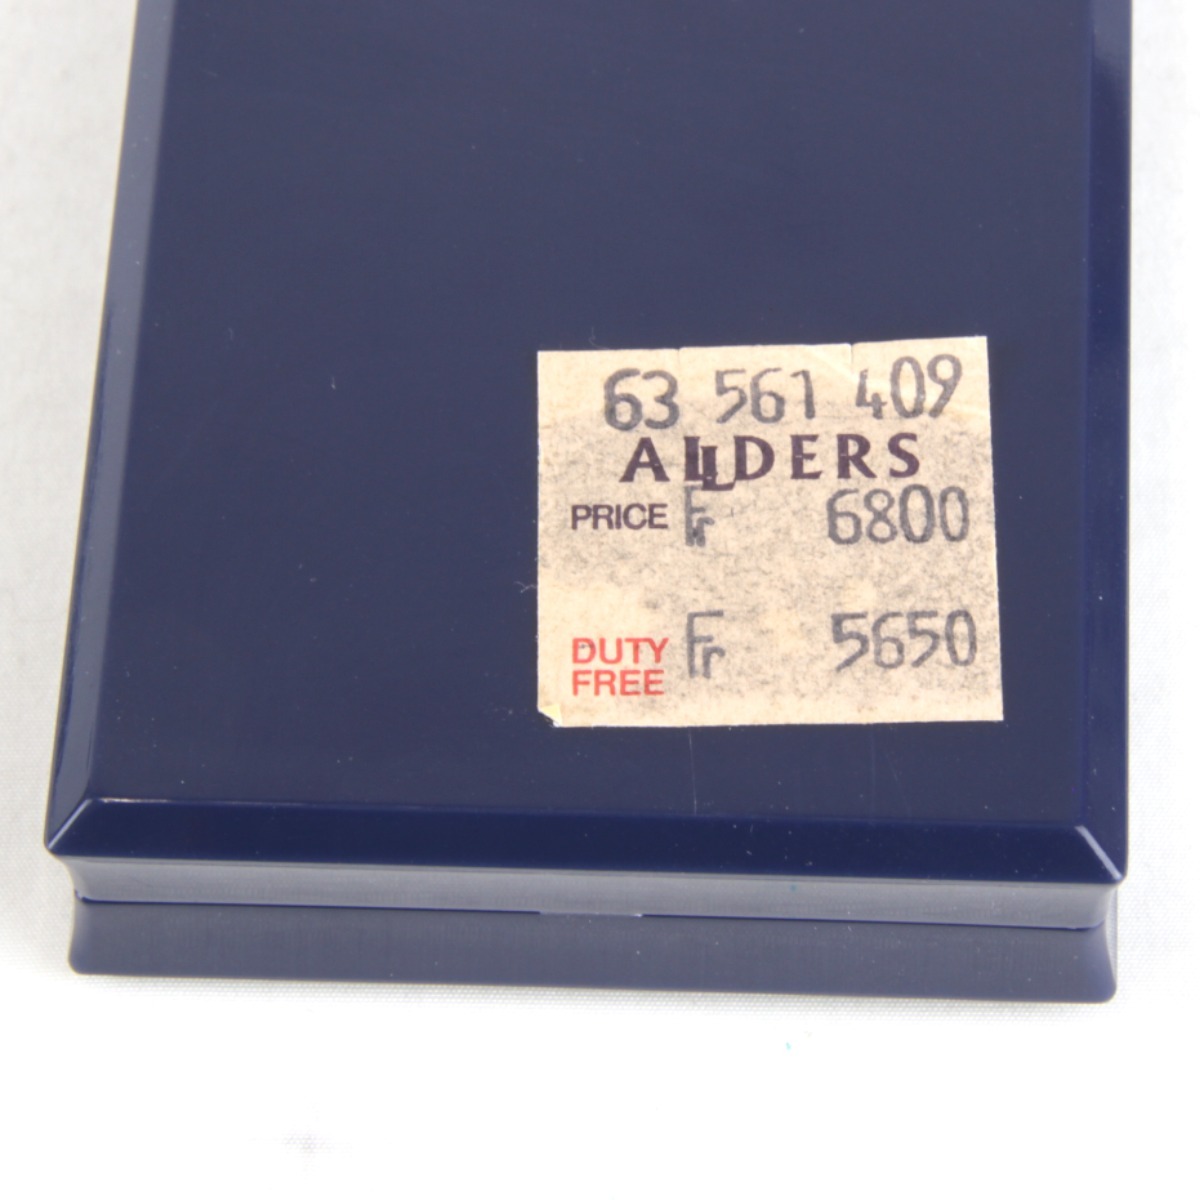 63 561 409
ALLDERS
PRICE Fr 6800
DUTY FREE Fr 5650